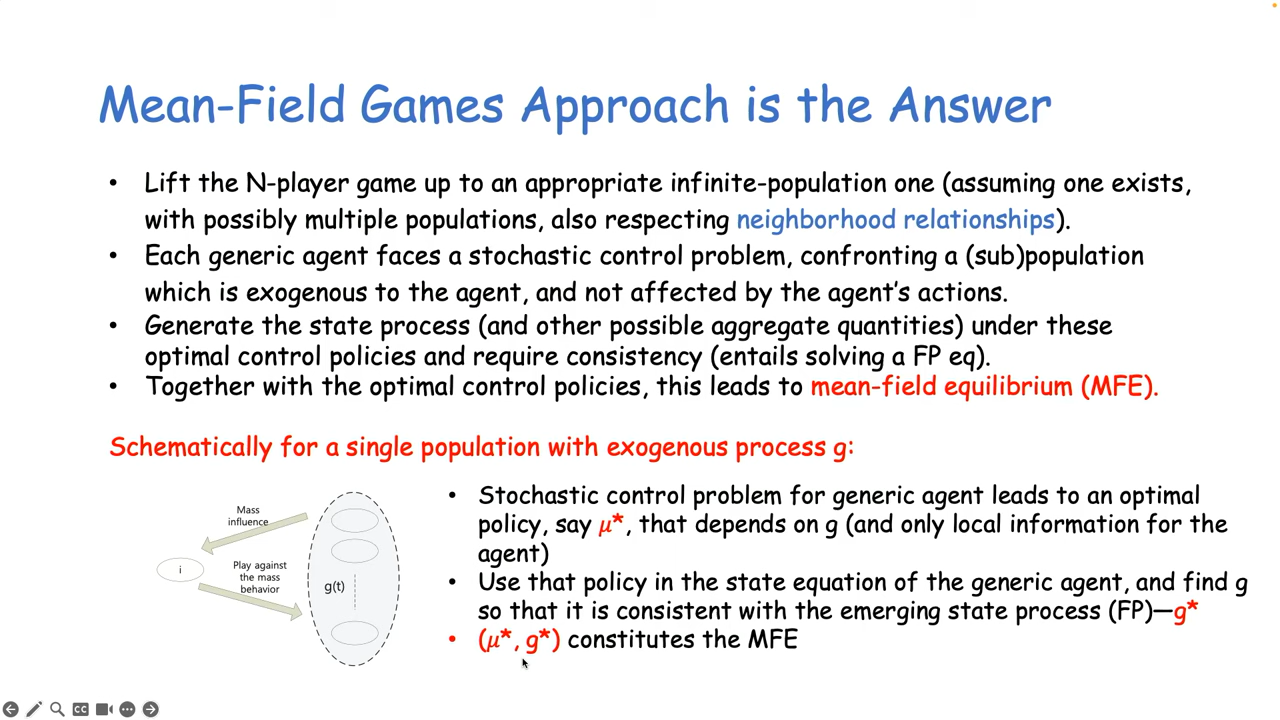 Mean-Field Games Approach is the Answer
• Lift the N-player game up to an appropriate infinite-population one (assuming one exists,
with possibly multiple populations, also respecting neighborhood relationships).
• Each generic agent faces a stochastic control problem, confronting a (sub)population
which is exogenous to the agent, and not affected by the agent's actions.
• Generate the state process (and other possible aggregate quantities) under these
optimal control policies and require consistency (entails solving a FP eq).
• Together with the optimal control policies, this leads to mean-field equilibrium (MFE).
Schematically for a single population with exogenous process g:
Mass
influence
i
Play against
the mass
behavior
g(t)
• Stochastic control problem for generic agent leads to an optimal
policy, say μ*, that depends on g (and only local information for the
agent)
• Use that policy in the state equation of the generic agent, and find g
so that it is consistent with the emerging state process (FP)—g*
• (μ*, g*) constitutes the MFE
CC